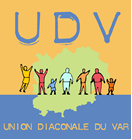 UDV
UNION DIACONALE DU VAR